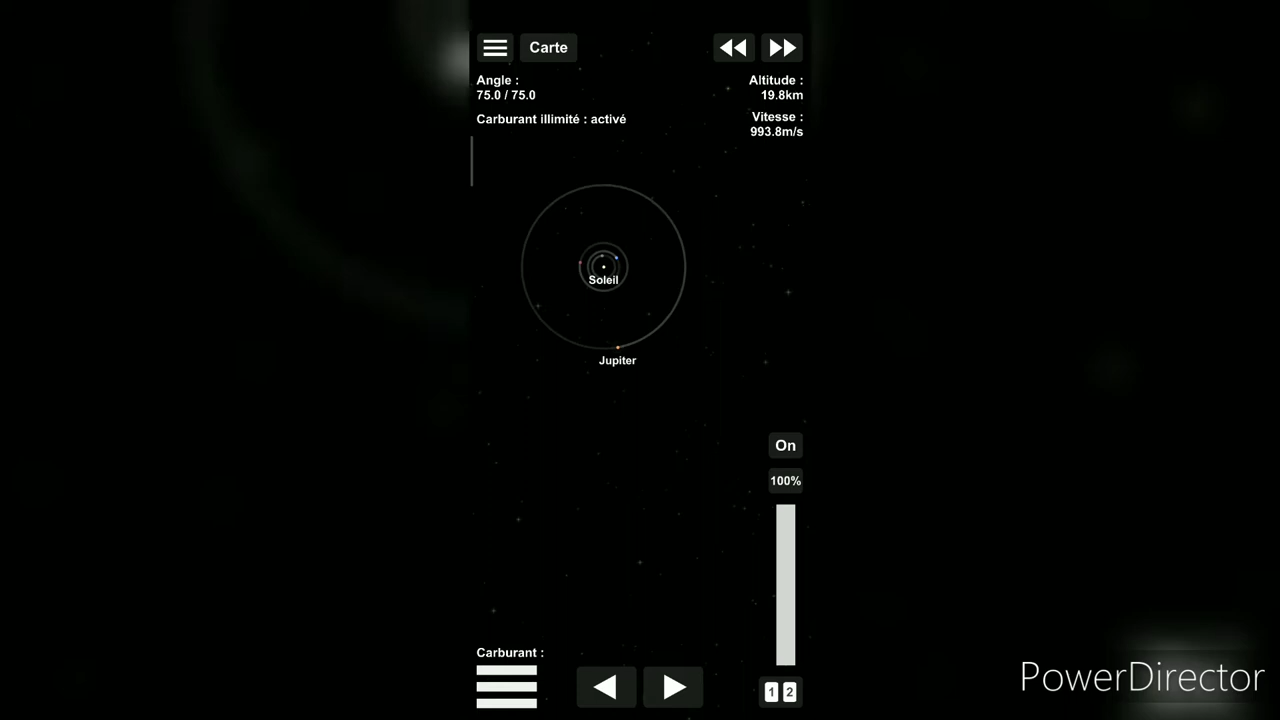 Carte
Angle :
75.0 / 75.0
Altitude :
19.8km
Carburant illimité : activé
Vitesse :
993.8m/s
Soleil
Jupiter
On
100%
Carburant :
1 2
PowerDirector